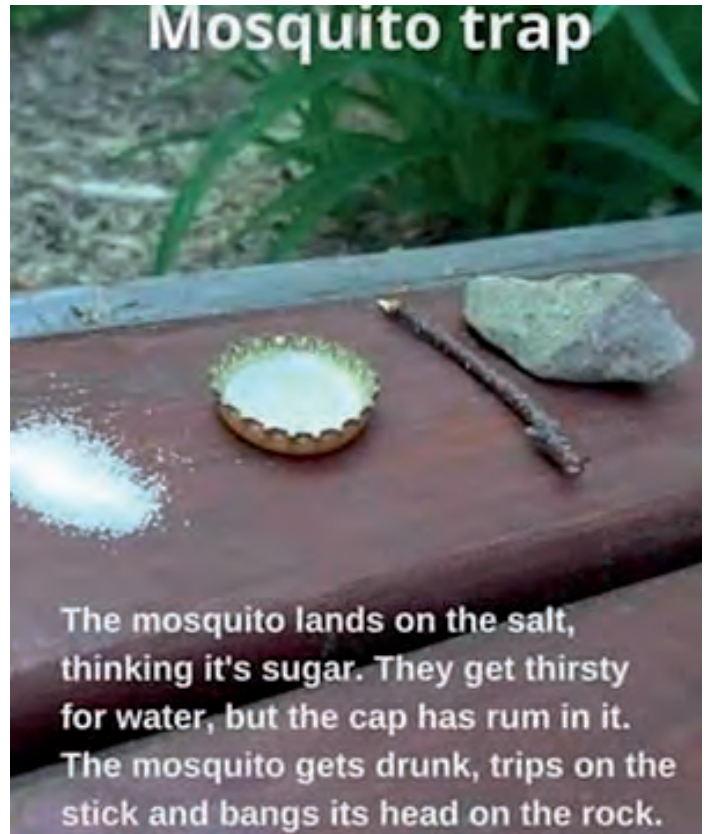 Mosquito trap
The mosquito lands on the salt,
thinking it's sugar. They get thirsty
for water, but the cap has rum in it.
The mosquito gets drunk, trips on the
stick and bangs its head on the rock.